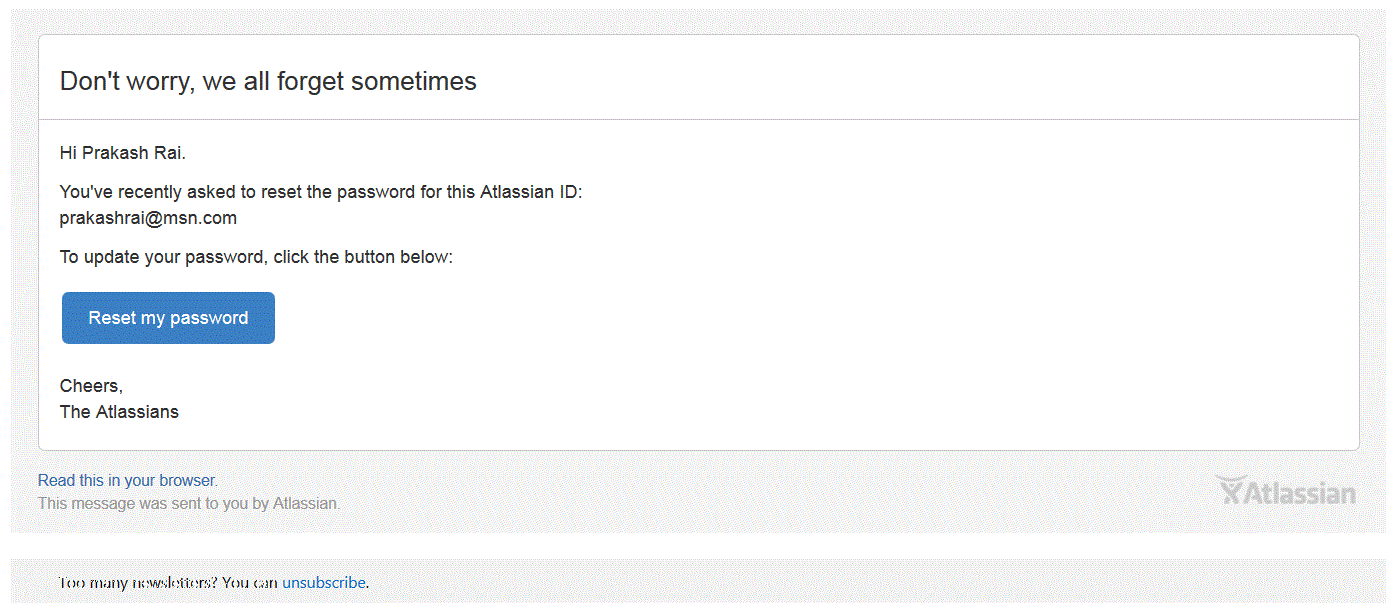 Don't worry, we all forget sometimes
Hi Prakash Rai.
You've recently asked to reset the password for this Atlassian ID:
prakashrai@msn.com
To update your password, click the button below:
Reset my password
Cheers,
The Atlassians
Read this in your browser.
This message was sent to you by Atlassian.
Atlassian
Too many newsletters? You can unsubscribe.